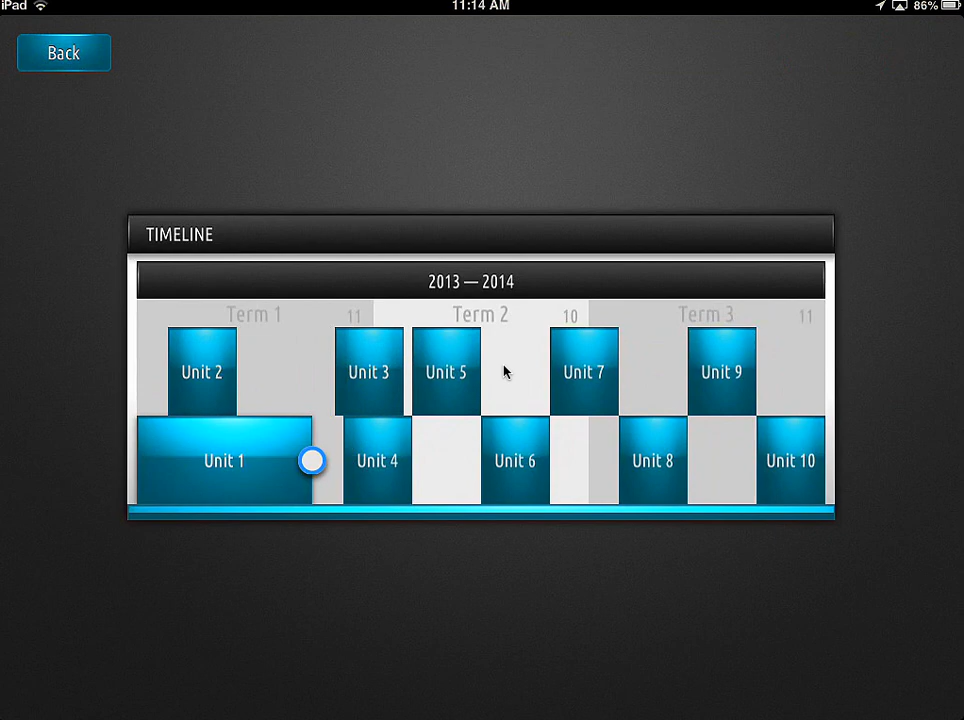 iPad 11:14 AM 86%
Back
TIMELINE
2013 — 2014
Term 1 11 Term 2 10 Term 3 11
Unit 2 Unit 3 Unit 5 Unit 7 Unit 9
Unit 1 Unit 4 Unit 6 Unit 8 Unit 10